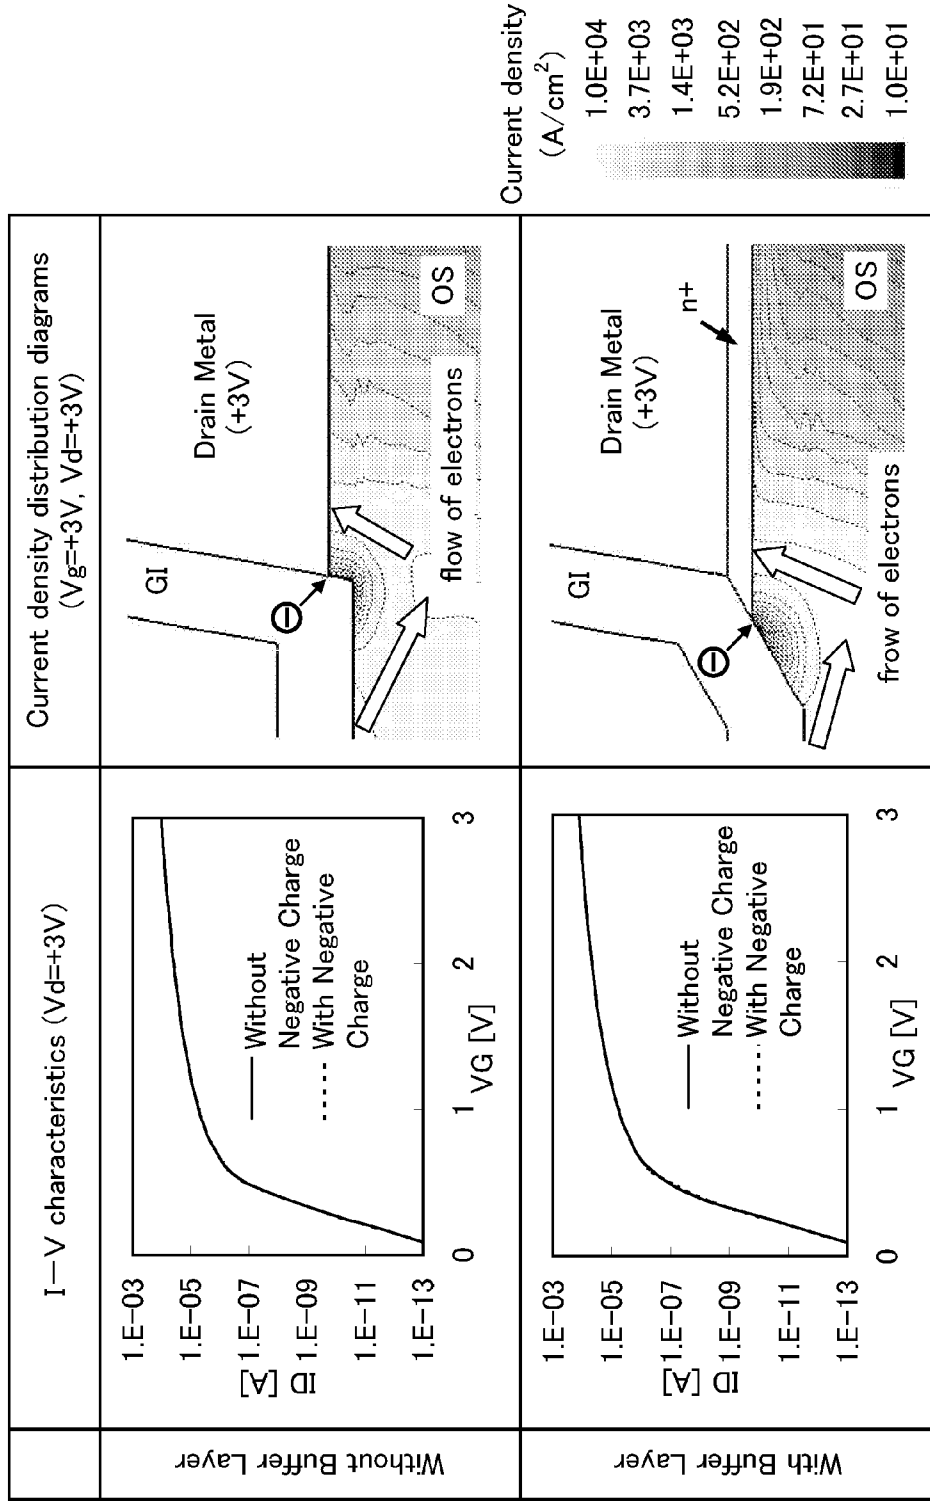 I—V characteristics (Vd=+3V)
Current density distribution diagrams
(Vg=+3V, Vd=+3V)
Without Buffer Layer
ID [A]
1.E-03
1.E-05
1.E-07
1.E-09
1.E-11
1.E-13
0
1
2
3
VG [V]
Without
Negative Charge
With Negative
Charge
GI
Drain Metal
(+3V)
−
flow of electrons
OS
With Buffer Layer
ID [A]
1.E-03
1.E-05
1.E-07
1.E-09
1.E-11
1.E-13
0
1
2
3
VG [V]
Without
Negative Charge
With Negative
Charge
GI
Drain Metal
(+3V)
n+
−
frow of electrons
OS
Current density
(A/cm²)
1.0E+04
3.7E+03
1.4E+03
5.2E+02
1.9E+02
7.2E+01
2.7E+01
1.0E+01